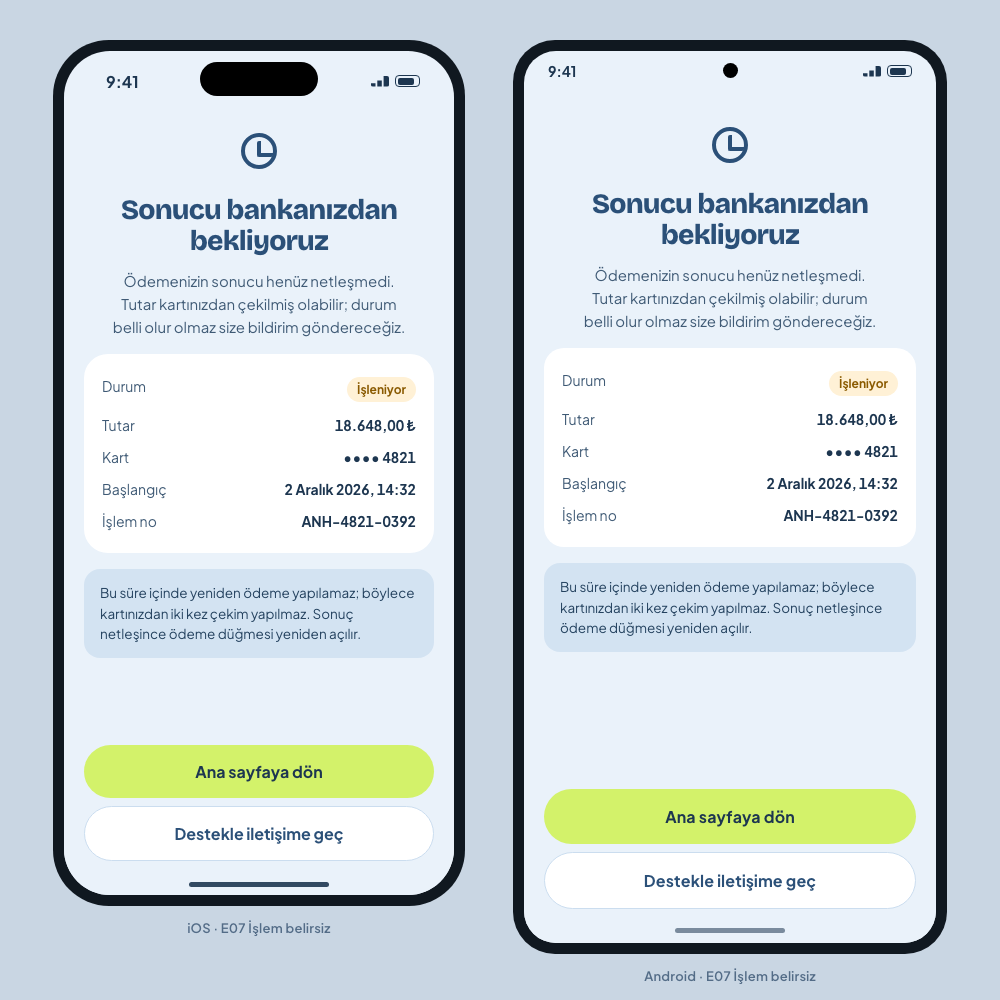 9:41
Sonucu bankanızdan
bekliyoruz
Ödemenizin sonucu henüz netleşmedi.
Tutar kartınızdan çekilmiş olabilir; durum
belli olur olmaz size bildirim göndereceğiz.
Durum İşleniyor
Tutar 18.648,00 ₺
Kart •••• 4821
Başlangıç 2 Aralık 2026, 14:32
İşlem no ANH-4821-0392
Bu süre içinde yeniden ödeme yapılamaz; böylece
kartınızdan iki kez çekim yapılmaz. Sonuç
netleşince ödeme düğmesi yeniden açılır.
Ana sayfaya dön
Destekle iletişime geç
iOS · E07 İşlem belirsiz
9:41
Sonucu bankanızdan
bekliyoruz
Ödemenizin sonucu henüz netleşmedi.
Tutar kartınızdan çekilmiş olabilir; durum
belli olur olmaz size bildirim göndereceğiz.
Durum İşleniyor
Tutar 18.648,00 ₺
Kart •••• 4821
Başlangıç 2 Aralık 2026, 14:32
İşlem no ANH-4821-0392
Bu süre içinde yeniden ödeme yapılamaz; böylece
kartınızdan iki kez çekim yapılmaz. Sonuç netleşince
ödeme düğmesi yeniden açılır.
Ana sayfaya dön
Destekle iletişime geç
Android · E07 İşlem belirsiz